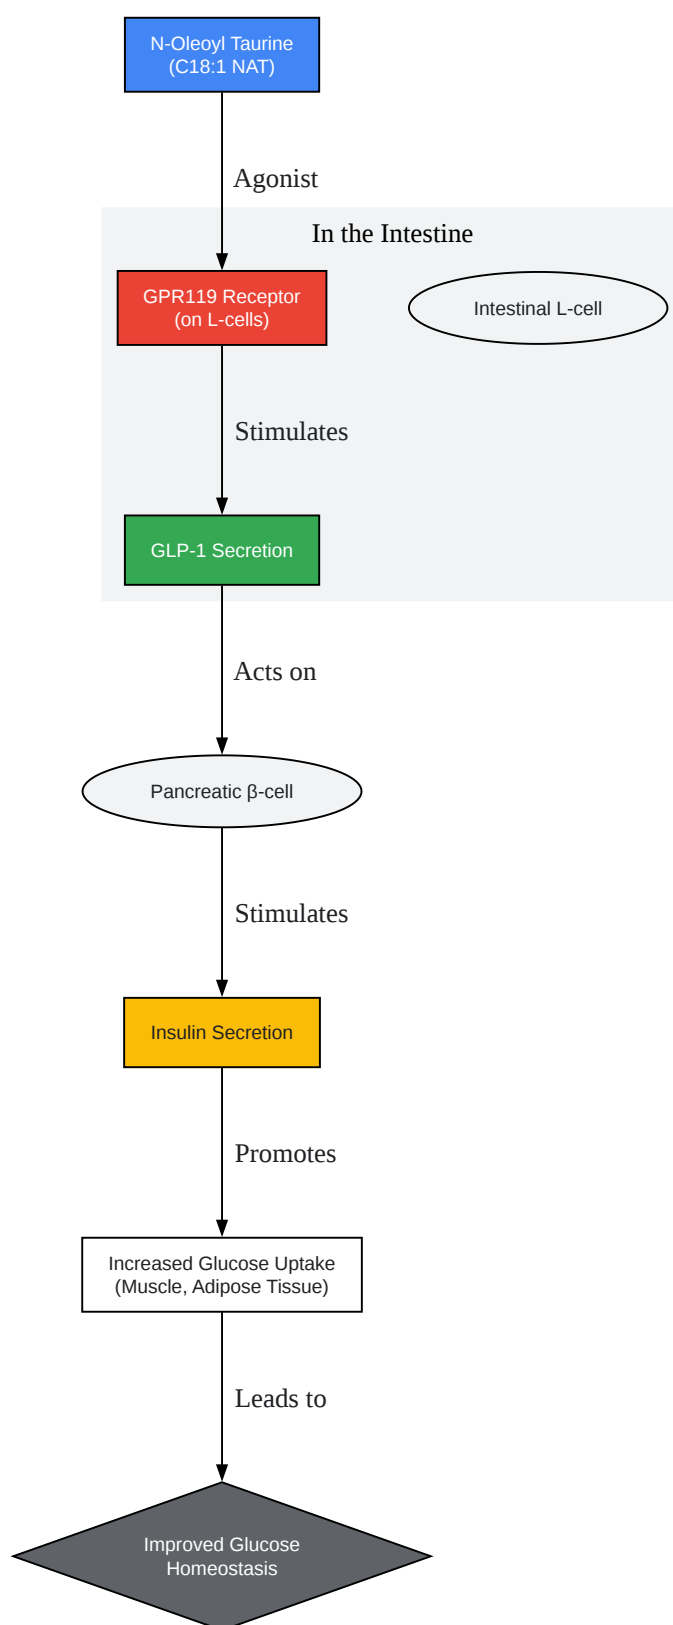 N-Oleoyl Taurine
(C18:1 NAT)
Agonist
In the Intestine
GPR119 Receptor
(on L-cells)
Intestinal L-cell
Stimulates
GLP-1 Secretion
Acts on
Pancreatic β-cell
Stimulates
Insulin Secretion
Promotes
Increased Glucose Uptake
(Muscle, Adipose Tissue)
Leads to
Improved Glucose
Homeostasis